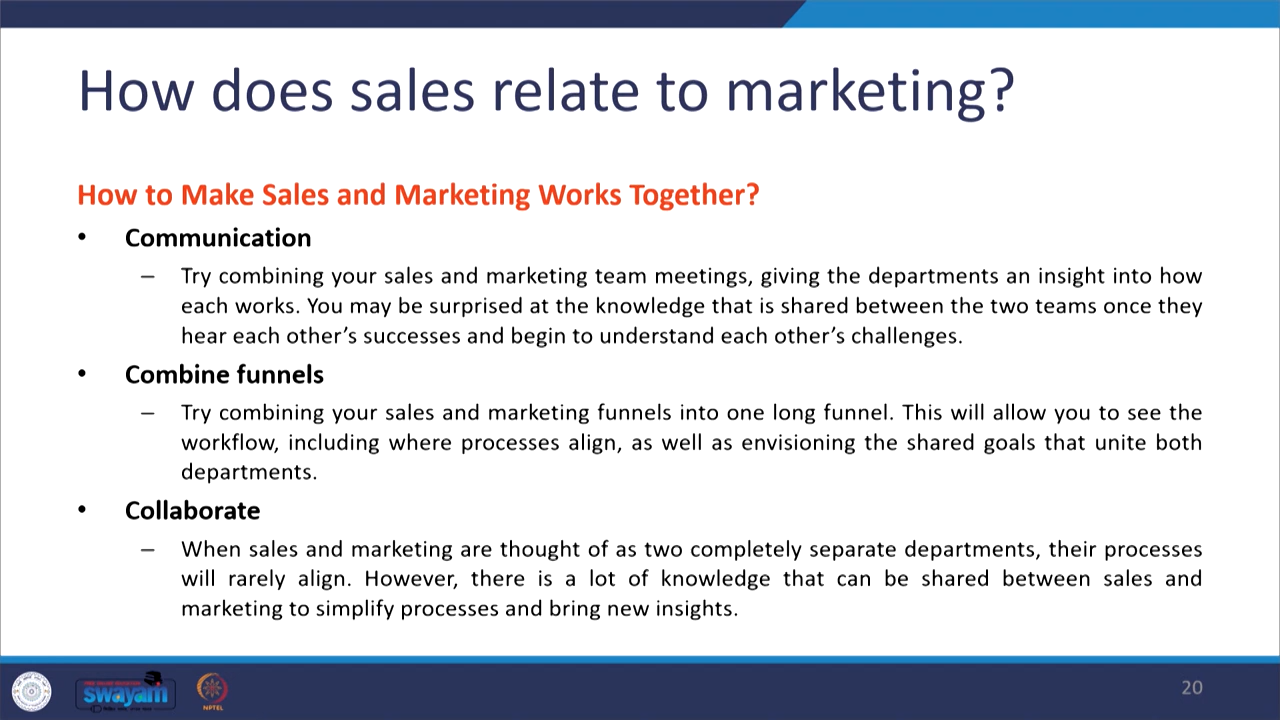 How does sales relate to marketing?
How to Make Sales and Marketing Works Together?
• Communication
– Try combining your sales and marketing team meetings, giving the departments an insight into how
each works. You may be surprised at the knowledge that is shared between the two teams once they
hear each other’s successes and begin to understand each other’s challenges.
• Combine funnels
– Try combining your sales and marketing funnels into one long funnel. This will allow you to see the
workflow, including where processes align, as well as envisioning the shared goals that unite both
departments.
• Collaborate
– When sales and marketing are thought of as two completely separate departments, their processes
will rarely align. However, there is a lot of knowledge that can be shared between sales and
marketing to simplify processes and bring new insights.
swayam
NPTEL
20